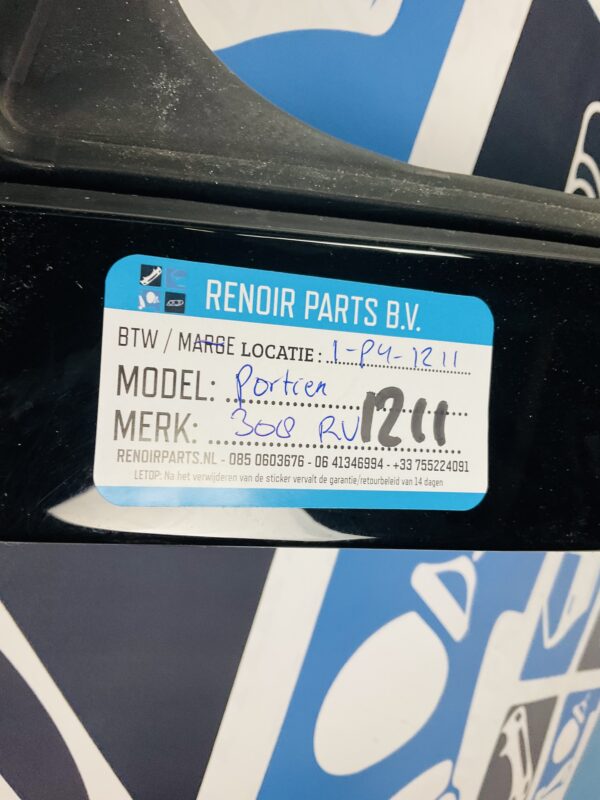 RENOIR PARTS B.V.
BTW / MARGE LOCATIE : 1-P4-1211
MODEL: Portier
MERK: 308 RV 1211
RENOIRPARTS.NL - 085 0603676 - 06 41346994 - +33 755224091
LETOP: Na het verwijderen van de sticker vervalt de garantie/retourbeleid van 14 dagen